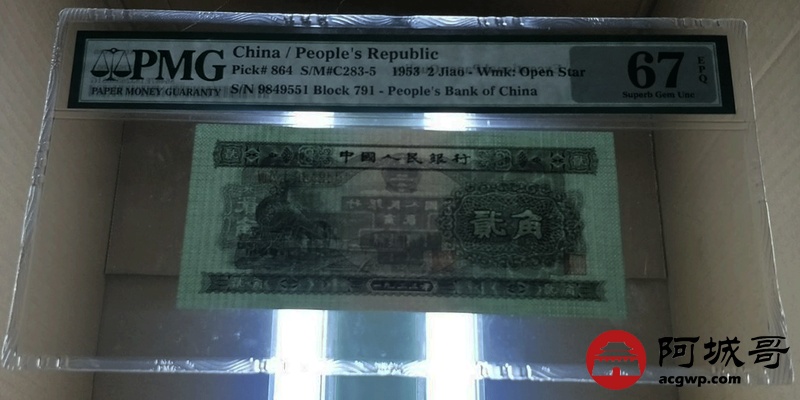 PMG
PAPER MONEY GUARANTY
China / People's Republic
Pick# 864 S/M#C283-5 1953 2 Jiao - Wmk: Open Star
S/N 9849551 Block 791 - People's Bank of China
67
EPQ
Superb Gem Unc
中國人民銀行
貳角
阿城哥
acgwp.com